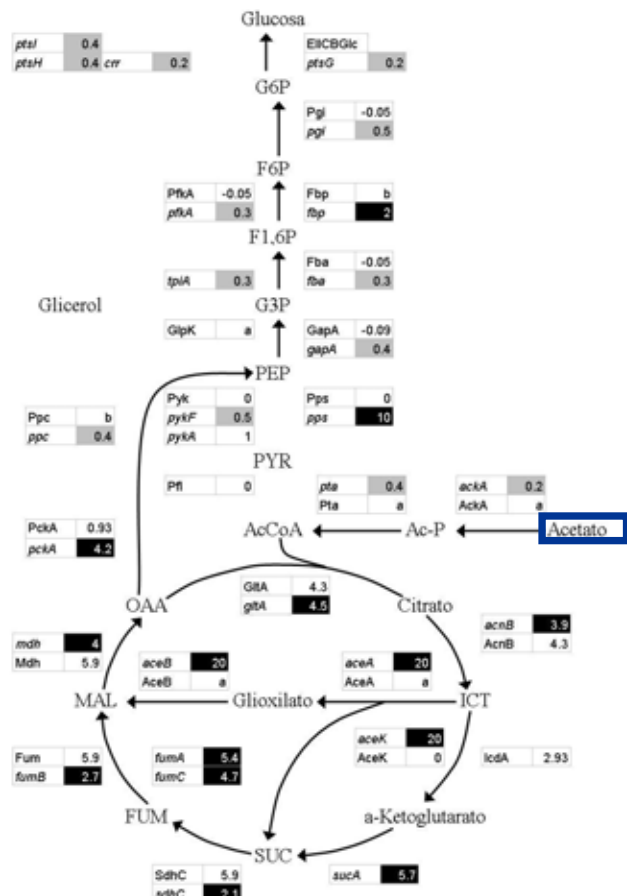 Glucosa
ptsI 0.4
ptsH 0.4 crr 0.2
EIICBGlc
ptsG 0.2
G6P
Pgi -0.05
pgi 0.5
F6P
PfkA -0.05
pfkA 0.3
Fbp b
fbp 2
F1,6P
Fba -0.05
fba 0.3
tpiA 0.3
Glicerol
G3P
GlpK a
GapA -0.09
gapA 0.4
PEP
Pyk 0
pykF 0.5
pykA 1
Pps 0
pps 10
Ppc b
ppc 0.4
PYR
Pfl 0
pta 0.4
Pta a
ackA 0.2
AckA a
PckA 0.93
pckA 4.2
AcCoA
Ac-P
Acetato
GltA 4.3
gltA 4.5
OAA
Citrato
acnB 3.9
AcnB 4.3
mdh 4
Mdh 5.9
aceB 20
AceB a
aceA 20
AceA a
MAL
Glioxilato
ICT
aceK 20
AceK 0
IcdA 2.93
Fum 5.9
fumB 2.7
fumA 5.4
fumC 4.7
FUM
a-Ketoglutarato
SUC
SdhC 5.9
sdhC 2.1
sucA 5.7